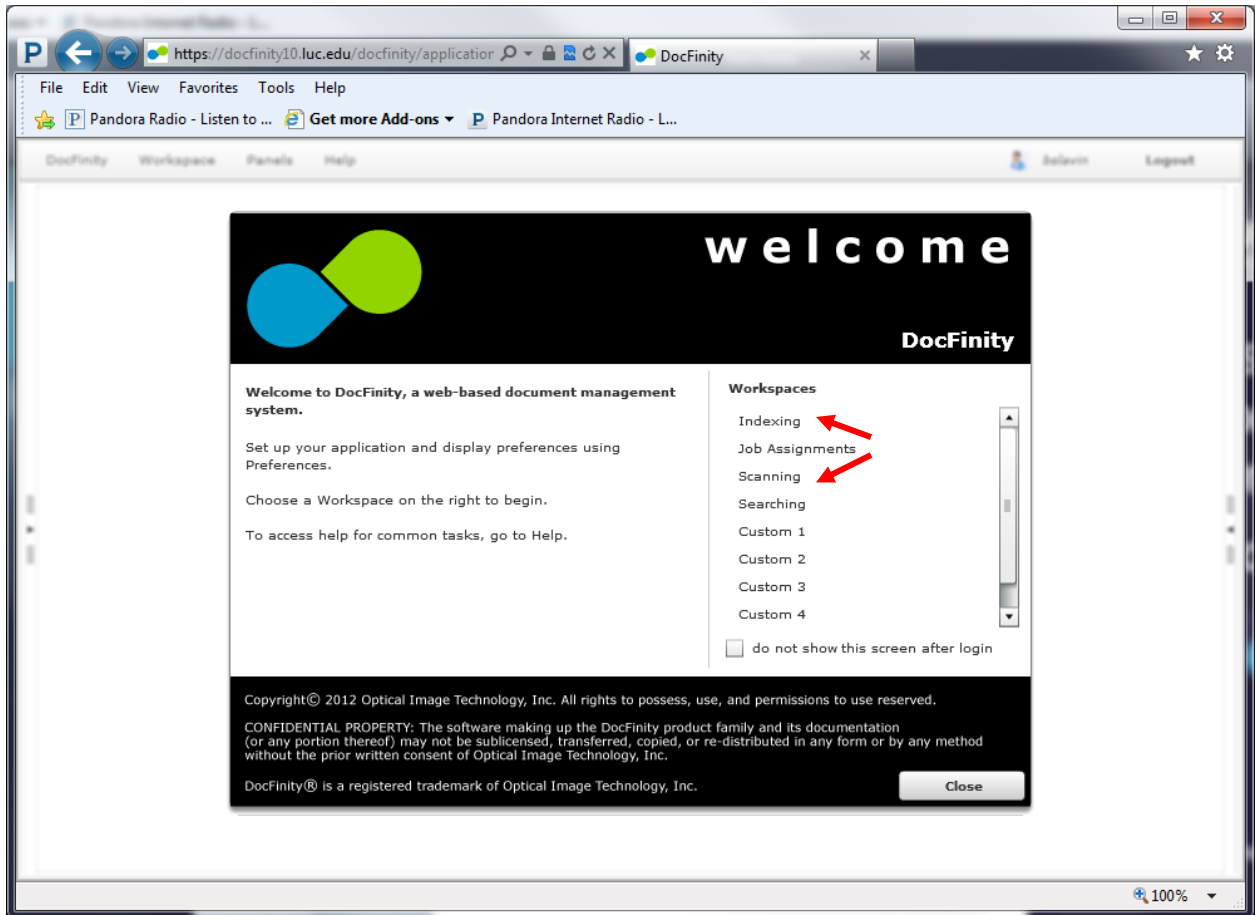 P
https://docfinity10.luc.edu/docfinity/application
DocFinity
File Edit View Favorites Tools Help
Pandora Radio - Listen to ... Get more Add-ons P Pandora Internet Radio - L...
DocFinity Workspace Panels Help Logout
welcome
DocFinity
Welcome to DocFinity, a web-based document management
system.
Set up your application and display preferences using
Preferences.
Choose a Workspace on the right to begin.
To access help for common tasks, go to Help.
Workspaces
Indexing
Job Assignments
Scanning
Searching
Custom 1
Custom 2
Custom 3
Custom 4
do not show this screen after login
Copyright© 2012 Optical Image Technology, Inc. All rights to possess, use, and permissions to use reserved.
CONFIDENTIAL PROPERTY: The software making up the DocFinity product family and its documentation
(or any portion thereof) may not be sublicensed, transferred, copied, or re-distributed in any form or by any method
without the prior written consent of Optical Image Technology, Inc.
DocFinity® is a registered trademark of Optical Image Technology, Inc.
Close
100%